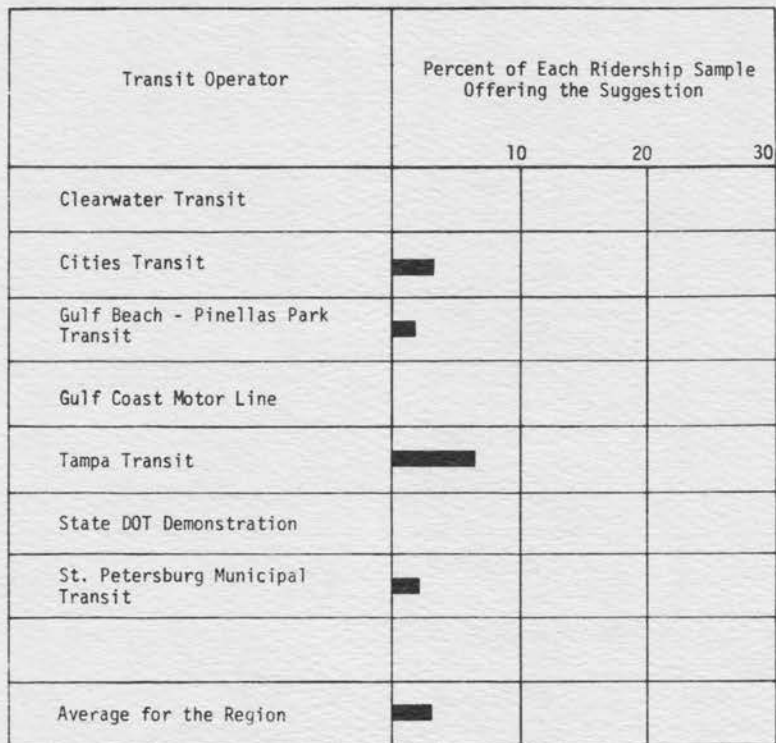 Transit Operator
Percent of Each Ridership Sample
Offering the Suggestion
10
20
30
Clearwater Transit
Cities Transit
Gulf Beach - Pinellas Park
Transit
Gulf Coast Motor Line
Tampa Transit
State DOT Demonstration
St. Petersburg Municipal
Transit
Average for the Region